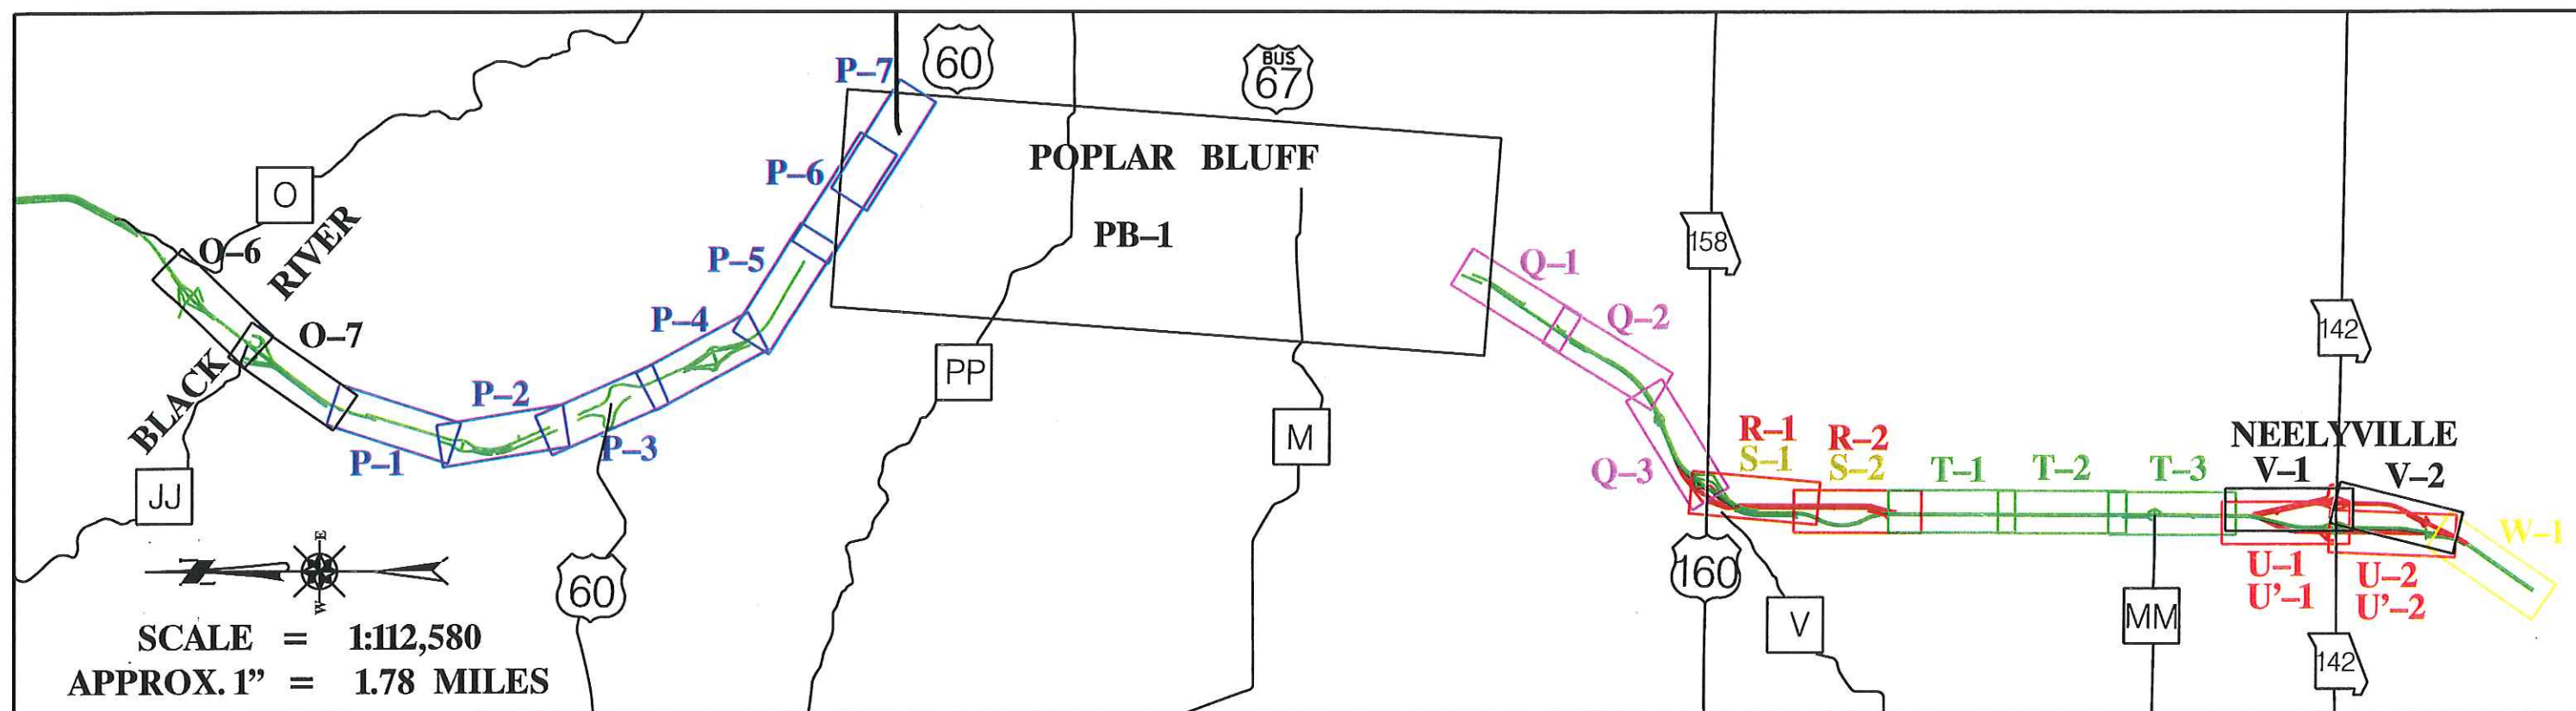 P–7
60
BUS
67
P–6
POPLAR BLUFF
O
158
O–6
RIVER
P–5
PB–1
Q–1
142
O–7
P–4
Q–2
BLACK
PP
P–2
M
P–1
P–3
Q–3
R–1
S–1
R–2
S–2
T–1
T–2
T–3
NEELYVILLE
V–1
V–2
W–1
JJ
E
N
W
60
160
V
MM
U–1
U'–1
U–2
U'–2
142
SCALE = 1:112,580
APPROX. 1” = 1.78 MILES